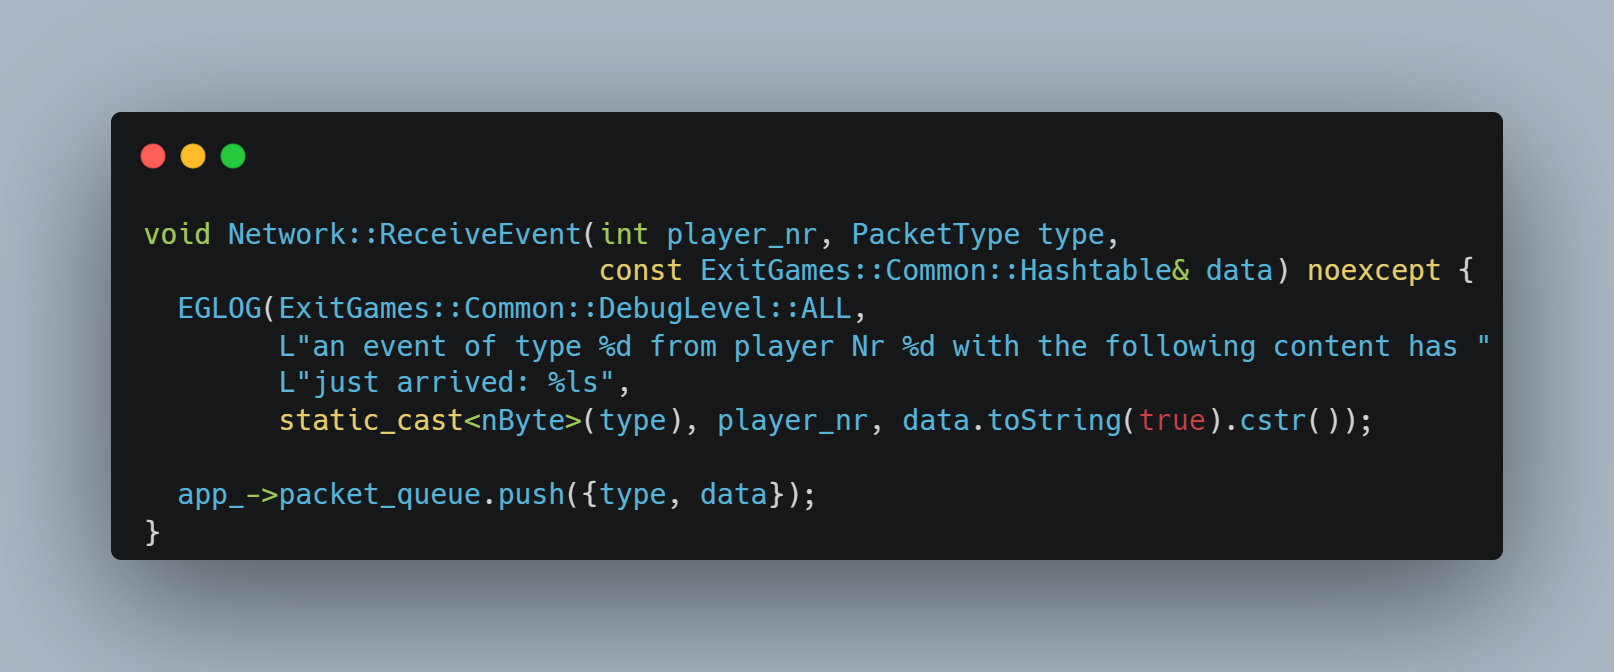 void Network::ReceiveEvent(int player_nr, PacketType type,
                           const ExitGames::Common::Hashtable& data) noexcept {
  EGLOG(ExitGames::Common::DebugLevel::ALL,
        L"an event of type %d from player Nr %d with the following content has "
        L"just arrived: %ls",
        static_cast<nByte>(type), player_nr, data.toString(true).cstr());

  app_->packet_queue.push({type, data});
}